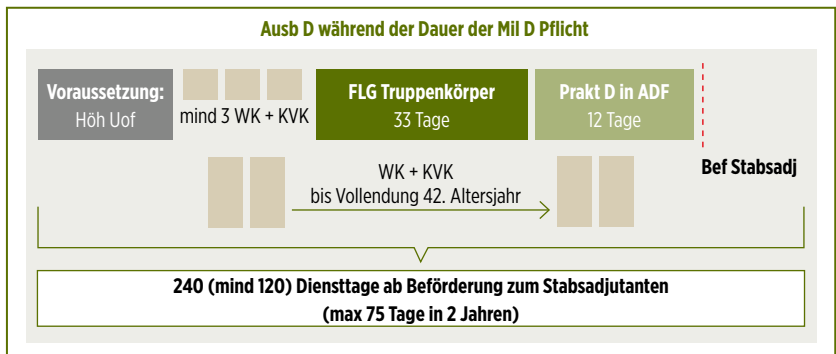 Ausb D während der Dauer der Mil D Pflicht
Voraussetzung:
Höh Uof
mind 3 WK + KVK
FLG Truppenkörper
33 Tage
Prakt D in ADF
12 Tage
Bef Stabsadj
WK + KVK
bis Vollendung 42. Altersjahr
240 (mind 120) Diensttage ab Beförderung zum Stabsadjutanten
(max 75 Tage in 2 Jahren)